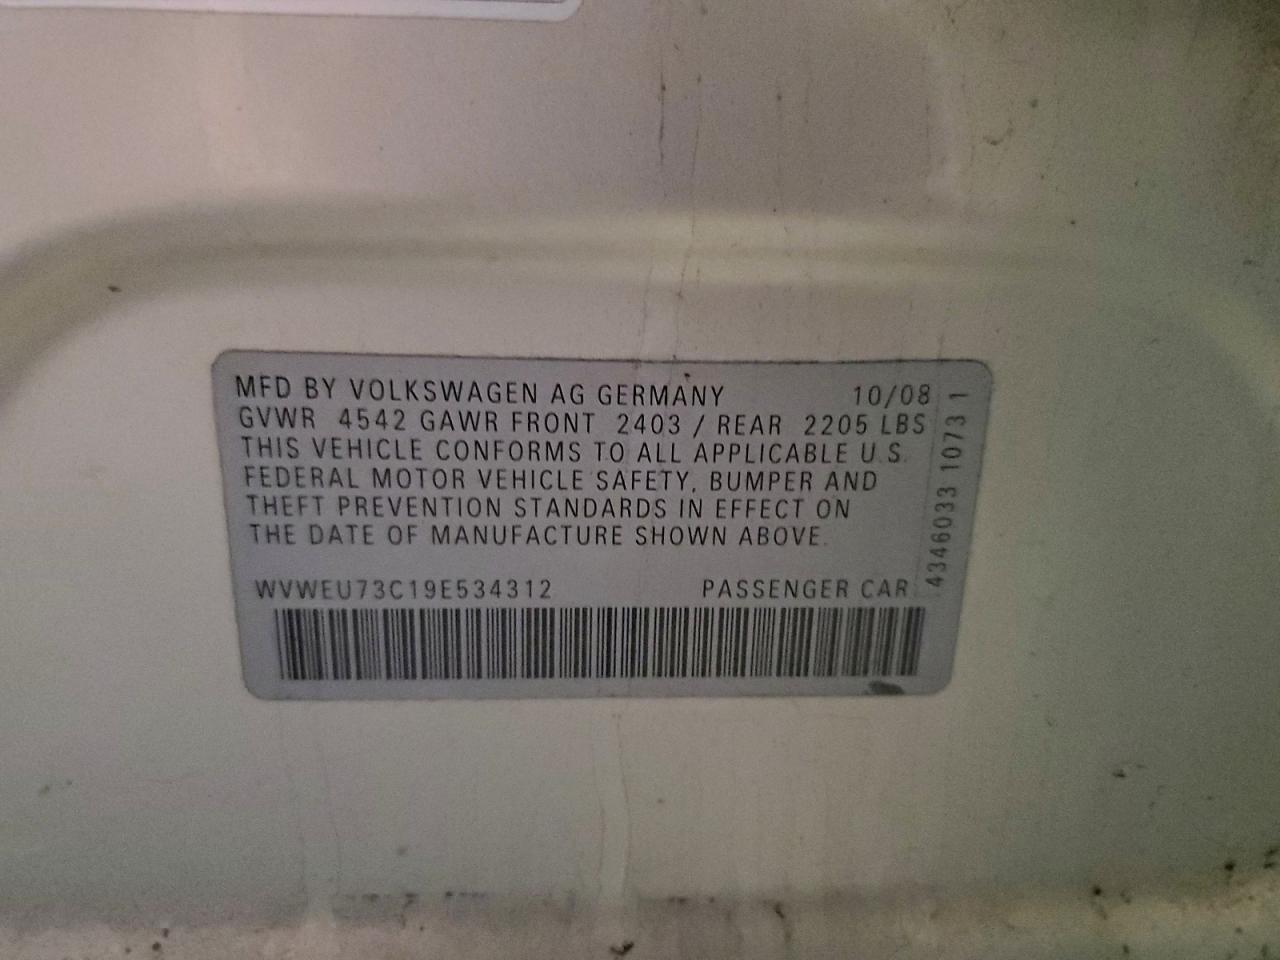 MFD BY VOLKSWAGEN AG GERMANY 10/08
GVWR 4542 GAWR FRONT 2403 / REAR 2205 LBS
THIS VEHICLE CONFORMS TO ALL APPLICABLE U.S.
FEDERAL MOTOR VEHICLE SAFETY, BUMPER AND
THEFT PREVENTION STANDARDS IN EFFECT ON
THE DATE OF MANUFACTURE SHOWN ABOVE.
WVWEU73C19E534312 PASSENGER CAR
4346033 1073 1